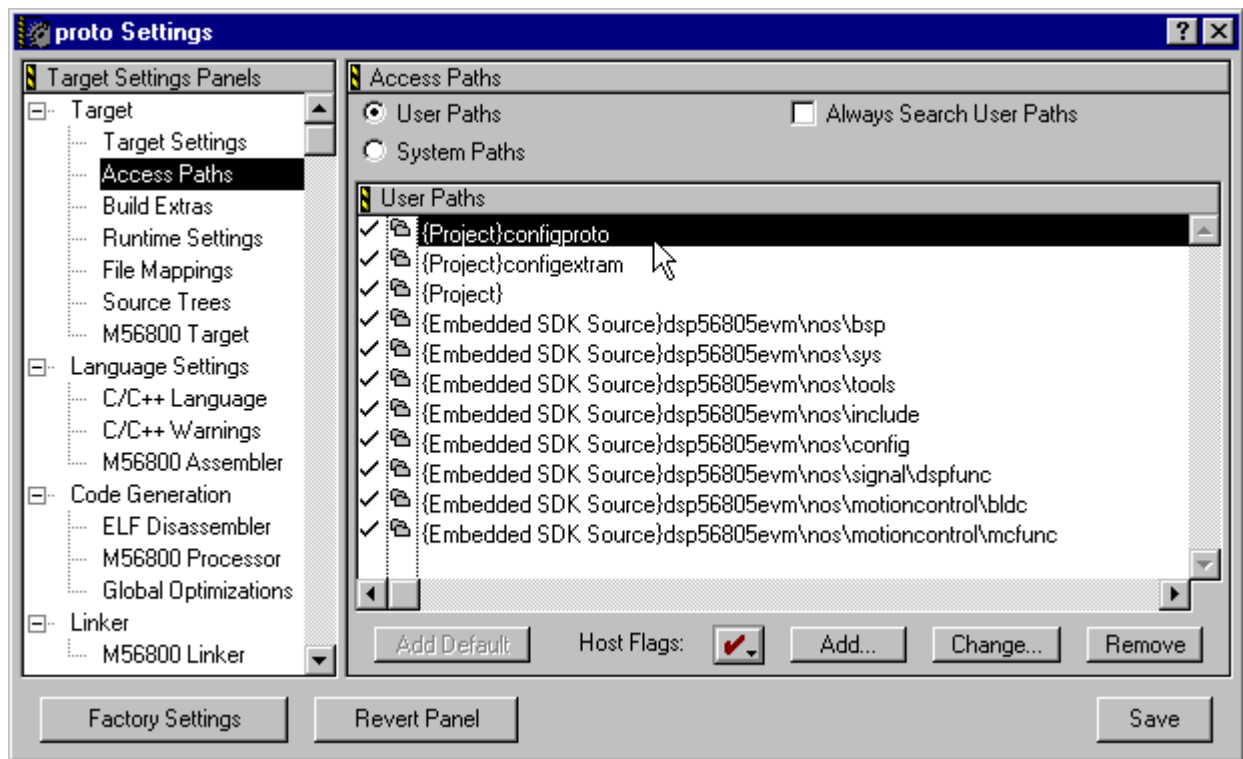 proto Settings
Target Settings Panels
Target
Target Settings
Access Paths
Build Extras
Runtime Settings
File Mappings
Source Trees
M56800 Target
Language Settings
C/C++ Language
C/C++ Warnings
M56800 Assembler
Code Generation
ELF Disassembler
M56800 Processor
Global Optimizations
Linker
M56800 Linker
Access Paths
User Paths
Always Search User Paths
System Paths
User Paths
{Project}configproto
{Project}configextram
{Project}
{Embedded SDK Source}dsp56805evm\nos\bsp
{Embedded SDK Source}dsp56805evm\nos\sys
{Embedded SDK Source}dsp56805evm\nos\tools
{Embedded SDK Source}dsp56805evm\nos\include
{Embedded SDK Source}dsp56805evm\nos\config
{Embedded SDK Source}dsp56805evm\nos\signal\dspfunc
{Embedded SDK Source}dsp56805evm\nos\motioncontrol\bldc
{Embedded SDK Source}dsp56805evm\nos\motioncontrol\mcfunc
Add Default
Host Flags:
Add...
Change...
Remove
Factory Settings
Revert Panel
Save